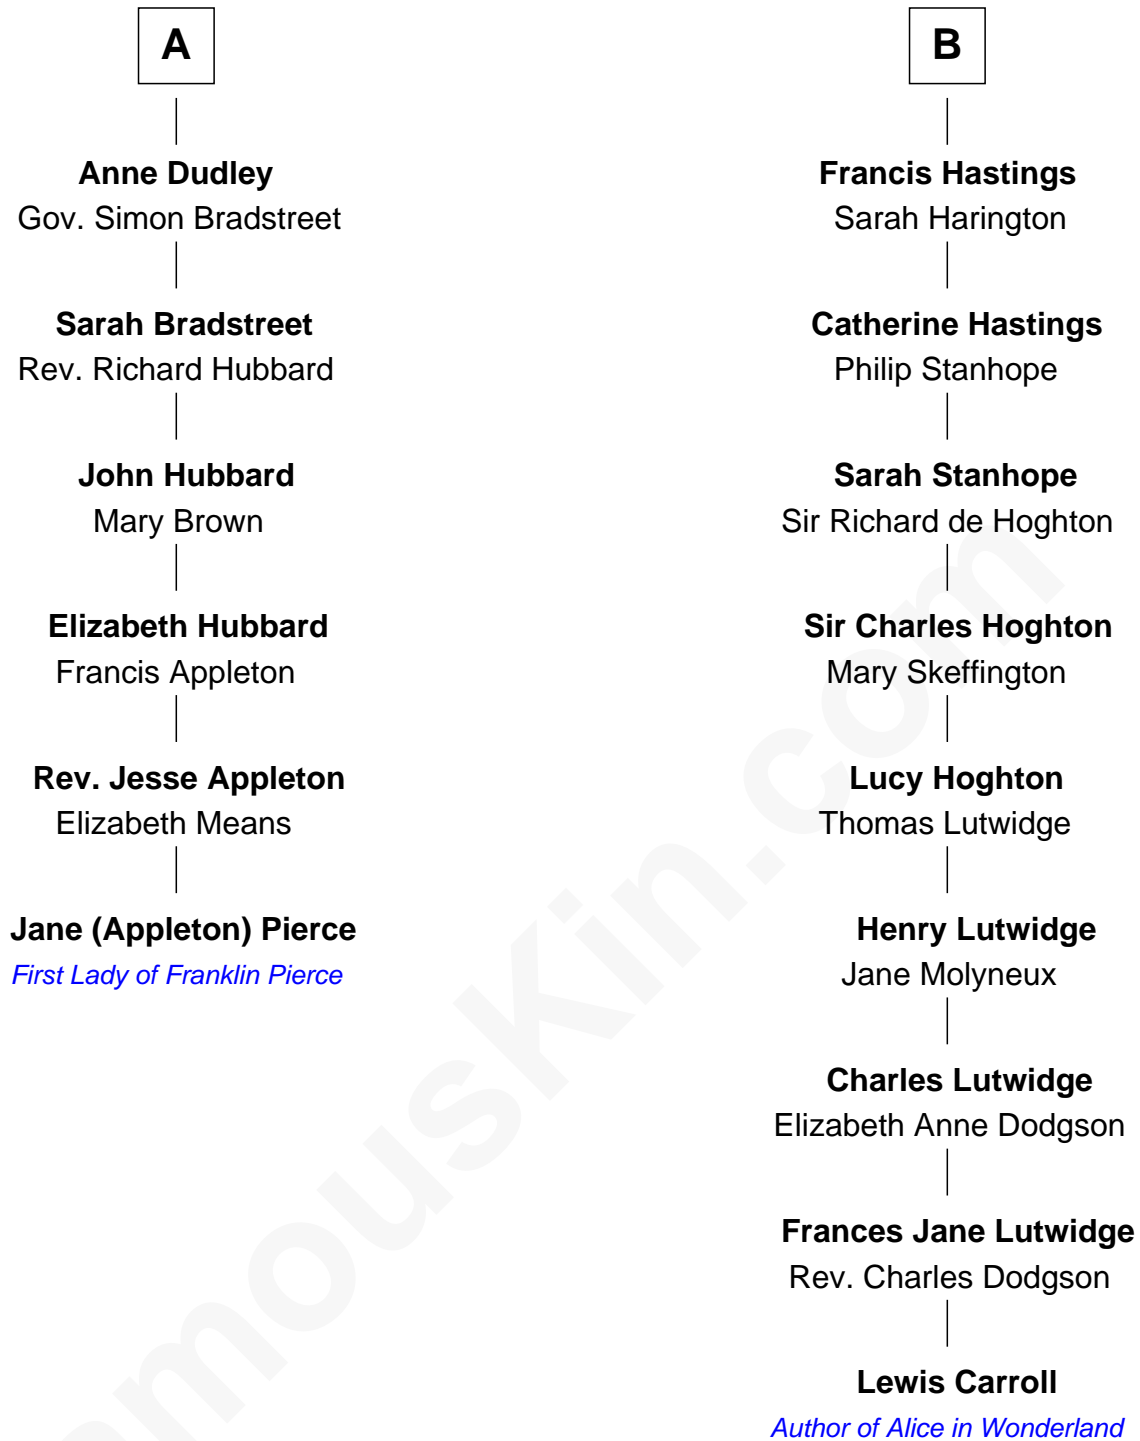 A
Anne Dudley
Gov. Simon Bradstreet
Sarah Bradstreet
Rev. Richard Hubbard
John Hubbard
Mary Brown
Elizabeth Hubbard
Francis Appleton
Rev. Jesse Appleton
Elizabeth Means
Jane (Appleton) Pierce
First Lady of Franklin Pierce
B
Francis Hastings
Sarah Harington
Catherine Hastings
Philip Stanhope
Sarah Stanhope
Sir Richard de Hoghton
Sir Charles Hoghton
Mary Skeffington
Lucy Hoghton
Thomas Lutwidge
Henry Lutwidge
Jane Molyneux
Charles Lutwidge
Elizabeth Anne Dodgson
Frances Jane Lutwidge
Rev. Charles Dodgson
Lewis Carroll
Author of Alice in Wonderland
amouskin.com